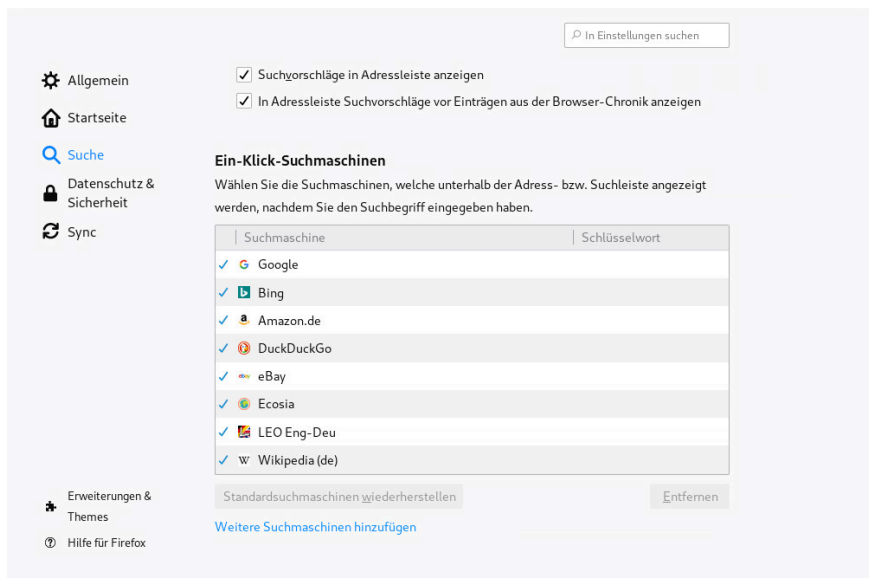 In Einstellungen suchen
Allgemein
Startseite
Suche
Datenschutz &
Sicherheit
Sync
Erweiterungen &
Themes
Hilfe für Firefox
Suchvorschläge in Adressleiste anzeigen
In Adressleiste Suchvorschläge vor Einträgen aus der Browser-Chronik anzeigen
Ein-Klick-Suchmaschinen
Wählen Sie die Suchmaschinen, welche unterhalb der Adress- bzw. Suchleiste angezeigt
werden, nachdem Sie den Suchbegriff eingegeben haben.
Suchmaschine Schlüsselwort
Google
Bing
Amazon.de
DuckDuckGo
eBay
Ecosia
LEO Eng-Deu
Wikipedia (de)
Standardsuchmaschinen wiederherstellen Entfernen
Weitere Suchmaschinen hinzufügen